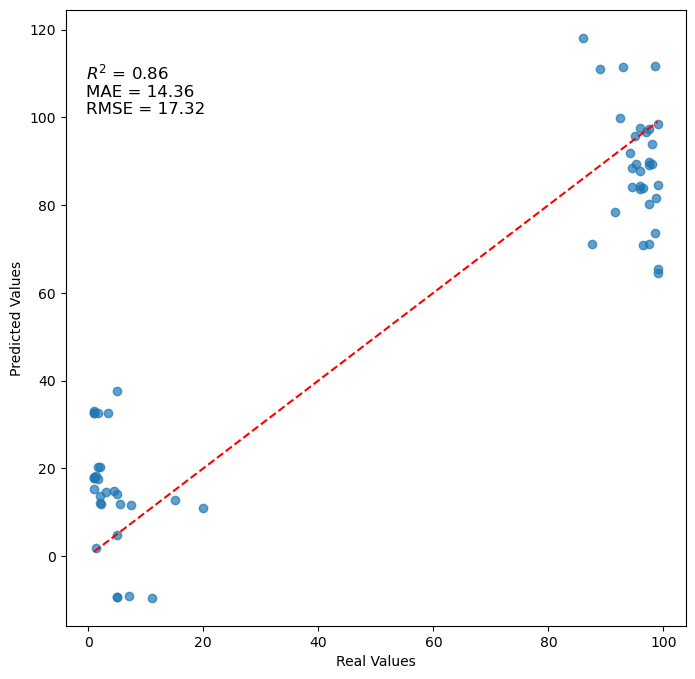 R² = 0.86
MAE = 14.36
RMSE = 17.32
120
100
80
60
40
20
0
Predicted Values
0 20 40 60 80 100
Real Values